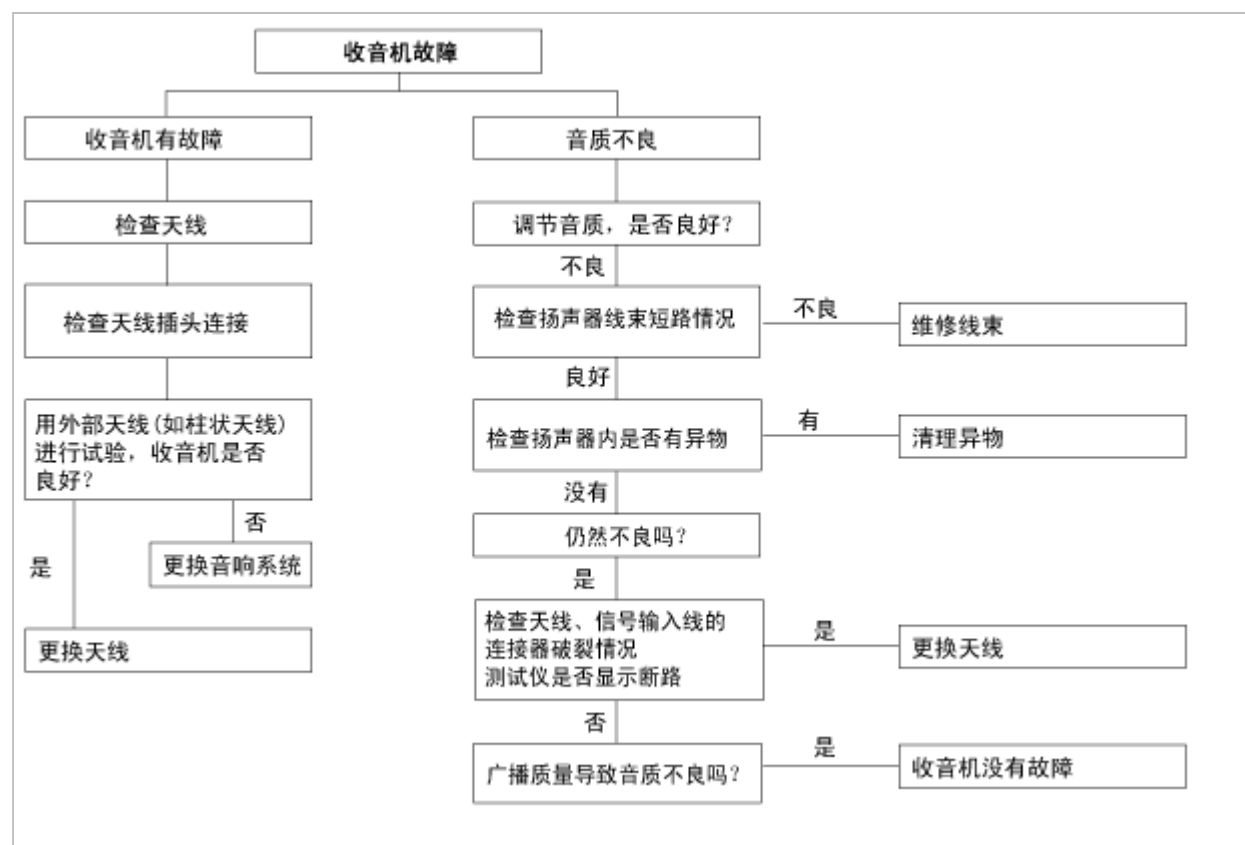 收音机故障
收音机有故障
检查天线
检查天线插头连接
用外部天线(如柱状天线)
进行试验，收音机是否
良好？
是
否
更换音响系统
更换天线
音质不良
调节音质，是否良好？
不良
检查扬声器线束短路情况
不良
维修线束
良好
检查扬声器内是否有异物
有
清理异物
没有
仍然不良吗？
是
检查天线、信号输入线的
连接器破裂情况
测试仪是否显示断路
是
更换天线
否
广播质量导致音质不良吗？
是
收音机没有故障